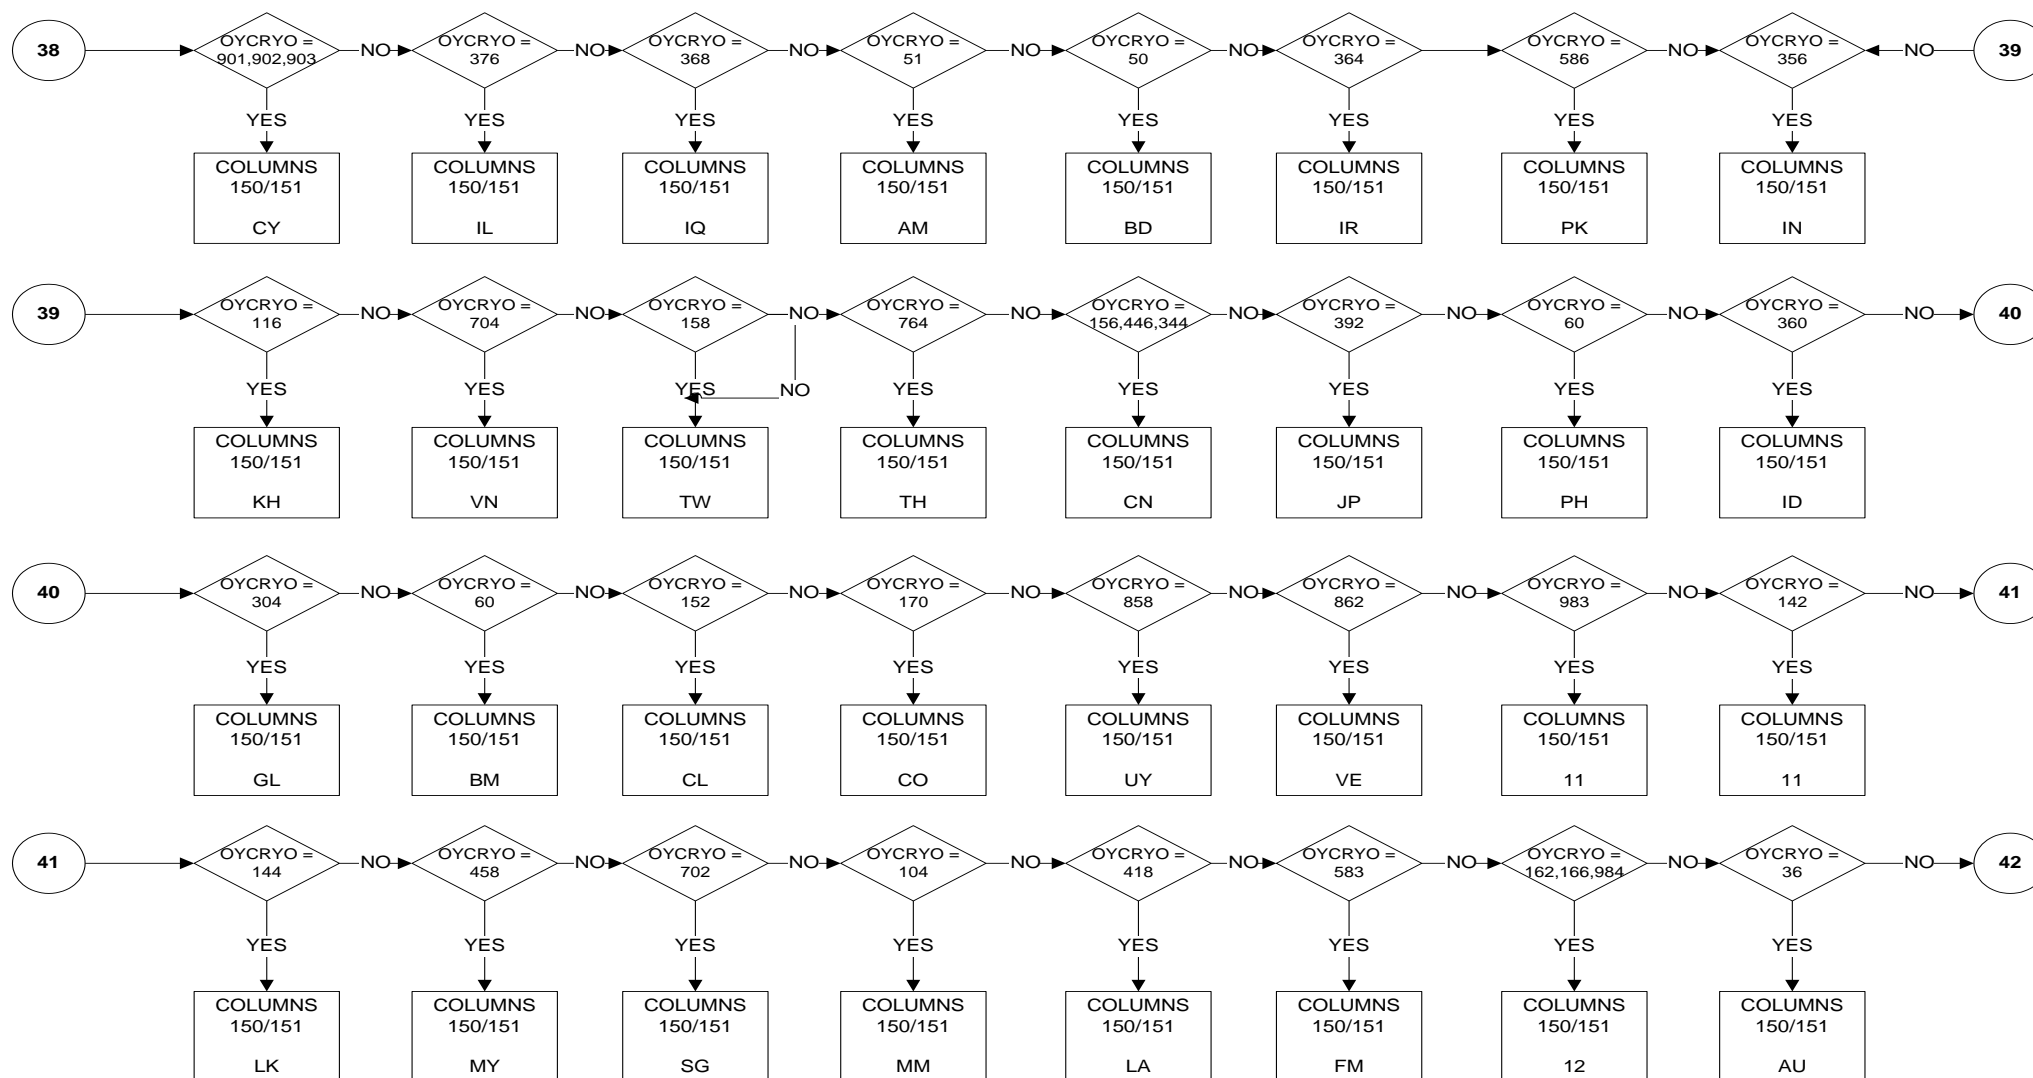 38
OYCRYO =
901,902,903
NO
OYCRYO =
376
NO
OYCRYO =
368
NO
OYCRYO =
51
NO
OYCRYO =
50
NO
OYCRYO =
364
OYCRYO =
586
NO
OYCRYO =
356
NO
39
YES
YES
YES
YES
YES
YES
YES
YES
COLUMNS
150/151
CY
COLUMNS
150/151
IL
COLUMNS
150/151
IQ
COLUMNS
150/151
AM
COLUMNS
150/151
BD
COLUMNS
150/151
IR
COLUMNS
150/151
PK
COLUMNS
150/151
IN
39
OYCRYO =
116
NO
OYCRYO =
704
NO
OYCRYO =
158
NO
OYCRYO =
764
NO
OYCRYO =
156,446,344
NO
OYCRYO =
392
NO
OYCRYO =
60
NO
OYCRYO =
360
NO
40
YES
YES
YES
NO
YES
YES
YES
YES
YES
COLUMNS
150/151
KH
COLUMNS
150/151
VN
COLUMNS
150/151
TW
COLUMNS
150/151
TH
COLUMNS
150/151
CN
COLUMNS
150/151
JP
COLUMNS
150/151
PH
COLUMNS
150/151
ID
40
OYCRYO =
304
NO
OYCRYO =
60
NO
OYCRYO =
152
NO
OYCRYO =
170
NO
OYCRYO =
858
NO
OYCRYO =
862
NO
OYCRYO =
983
NO
OYCRYO =
142
NO
41
YES
YES
YES
YES
YES
YES
YES
YES
COLUMNS
150/151
GL
COLUMNS
150/151
BM
COLUMNS
150/151
CL
COLUMNS
150/151
CO
COLUMNS
150/151
UY
COLUMNS
150/151
VE
COLUMNS
150/151
11
COLUMNS
150/151
11
41
OYCRYO =
144
NO
OYCRYO =
458
NO
OYCRYO =
702
NO
OYCRYO =
104
NO
OYCRYO =
418
NO
OYCRYO =
583
NO
OYCRYO =
162,166,984
NO
OYCRYO =
36
NO
42
YES
YES
YES
YES
YES
YES
YES
YES
COLUMNS
150/151
LK
COLUMNS
150/151
MY
COLUMNS
150/151
SG
COLUMNS
150/151
MM
COLUMNS
150/151
LA
COLUMNS
150/151
FM
COLUMNS
150/151
12
COLUMNS
150/151
AU